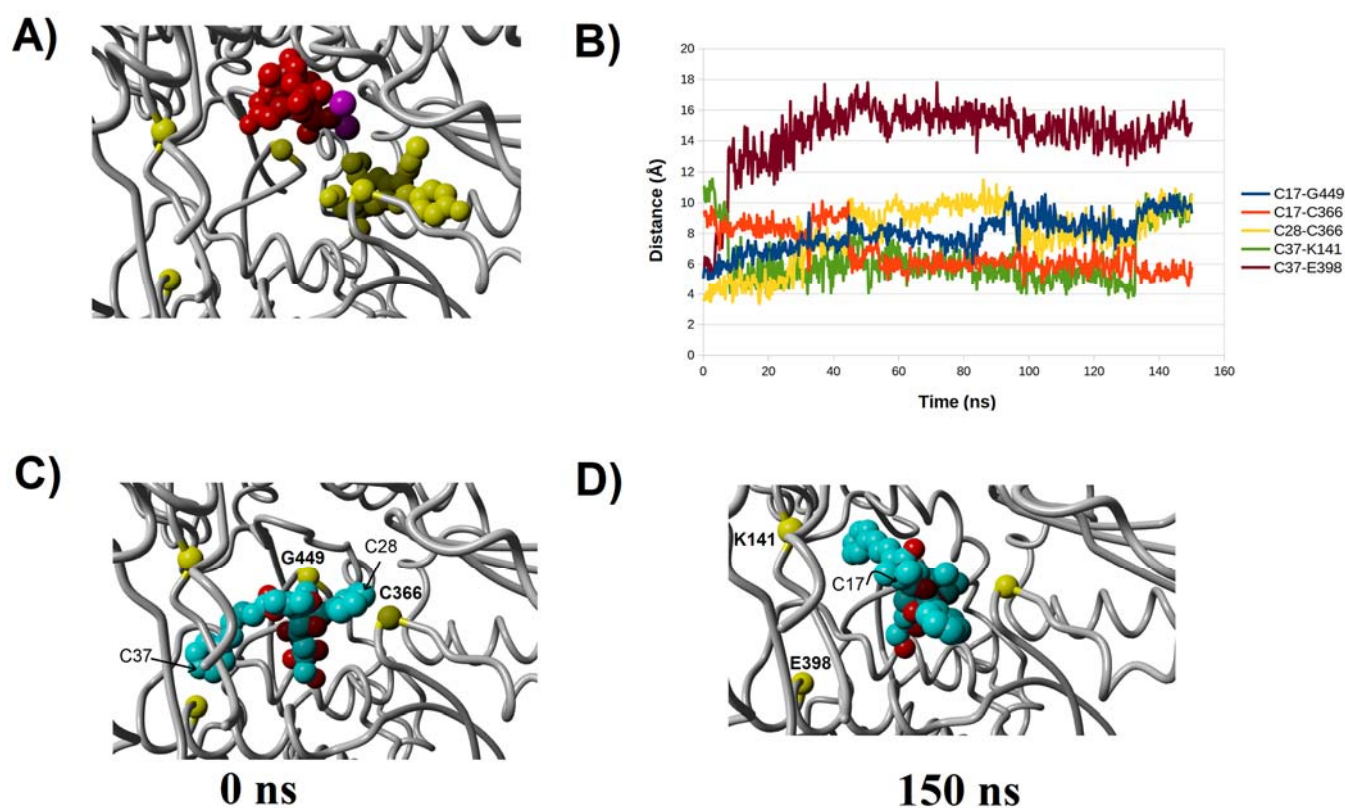 A)
B)
20
18
16
14
12
10
8
6
4
2
0
Distance (Å)
0 20 40 60 80 100 120 140 160
Time (ns)
C17-G449
C17-C366
C28-C366
C37-K141
C37-E398
C)
D)
G449
C28
C366
C37
0 ns
K141
C17
E398
150 ns